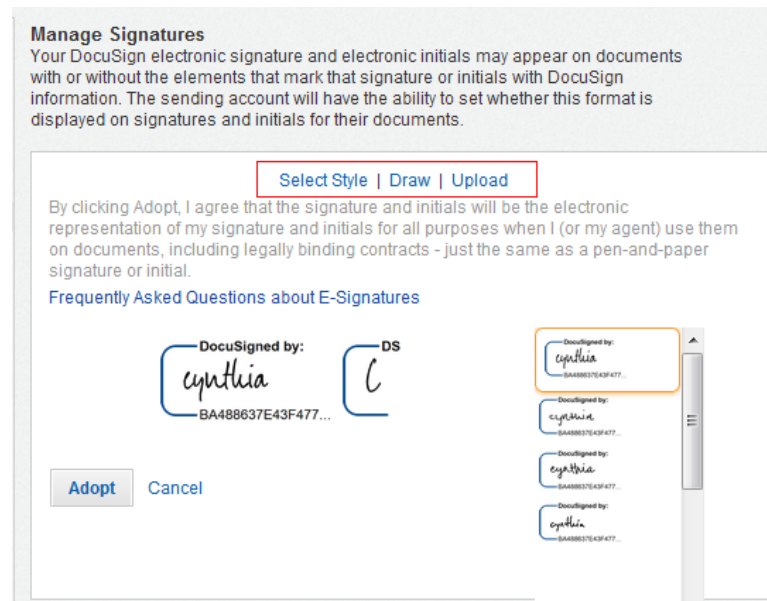 Manage Signatures
Your DocuSign electronic signature and electronic initials may appear on documents
with or without the elements that mark that signature or initials with DocuSign
information. The sending account will have the ability to set whether this format is
displayed on signatures and initials for their documents.
Select Style | Draw | Upload
By clicking Adopt, I agree that the signature and initials will be the electronic
representation of my signature and initials for all purposes when I (or my agent) use them
on documents, including legally binding contracts - just the same as a pen-and-paper
signature or initial.
Frequently Asked Questions about E-Signatures
DocuSigned by:
cynthia
BA488637E43F477...
DS
C
DocuSigned by:
cynthia
BA488637E43F477...
DocuSigned by:
cynthia
BA488637E43F477...
DocuSigned by:
cynthia
BA488637E43F477...
DocuSigned by:
cynthia
BA488637E43F477...
Adopt Cancel